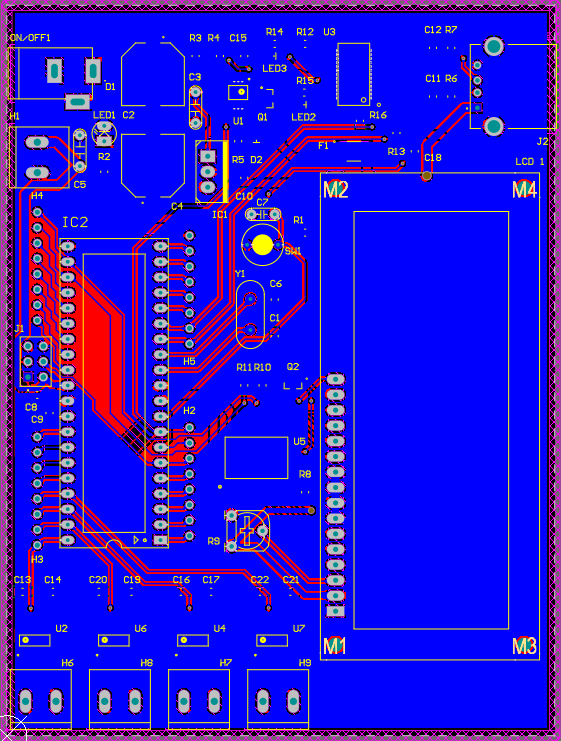 ON/OFF1
R3 R4 C15
R14 R12 U3
C12 R7
LED3
R15
D1
C3
C11 R6
H1
LED1 C2
Q1
LED2
U1
R16
J2
R2
F1
R13
LCD 1
C5
R5 D2
C18
H4
C10
M2 M4
C4
IC1
C7
IC2
R1
SW1
Y1
C6
J1
C1
H5
R11 R10 Q2
C8
H2
C9
U5
R8
R9
H3
C13 C14 C20 C19 C16 C17 C22 C21
U2 U6 U4 U7
M1 M3
H6 H8 H7 H9